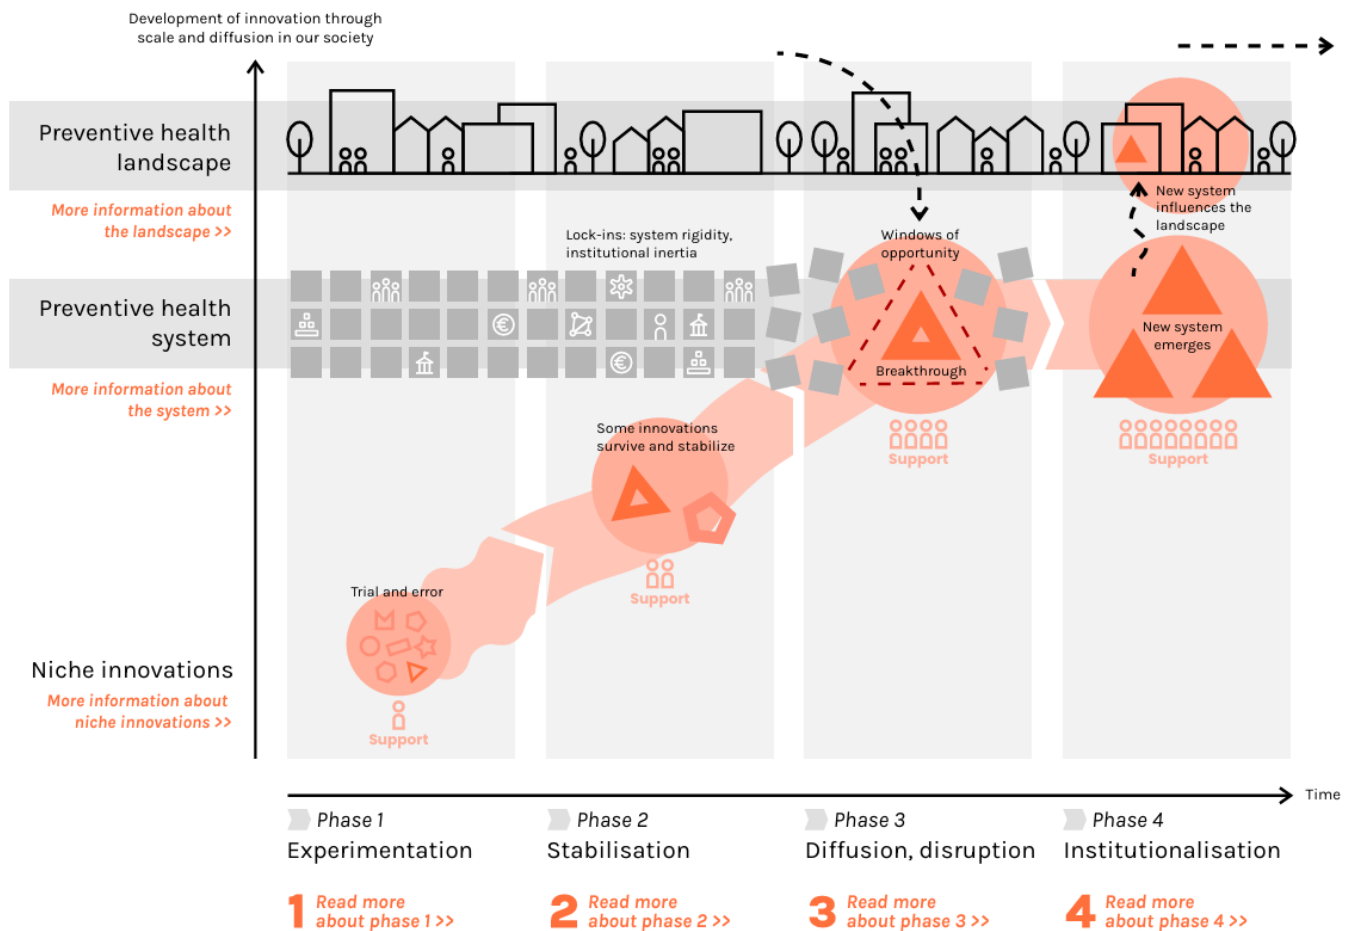 Development of innovation through
scale and diffusion in our society
Preventive health
landscape
More information about
the landscape >>
New system
influences the
landscape
Lock-ins: system rigidity,
institutional inertia
Windows of
opportunity
Preventive health
system
€
€
New system
emerges
Breakthrough
More information about
the system >>
Support
Support
Some innovations
survive and stabilize
Support
Trial and error
Niche innovations
More information about
niche innovations >>
Support
Time
Phase 1
Experimentation
Phase 2
Stabilisation
Phase 3
Diffusion, disruption
Phase 4
Institutionalisation
1 Read more
about phase 1 >>
2 Read more
about phase 2 >>
3 Read more
about phase 3 >>
4 Read more
about phase 4 >>